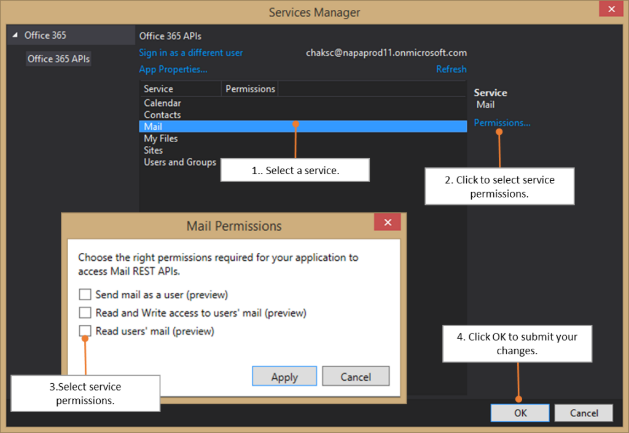 Services Manager
Office 365
Office 365 APIs
Office 365 APIs
Sign in as a different user
chaksc@napaprod11.onmicrosoft.com
App Properties...
Refresh
Service
Permissions
Calendar
Contacts
Mail
My Files
Sites
Users and Groups
Service
Mail
Permissions...
1.. Select a service.
2. Click to select service
permissions.
Mail Permissions
Choose the right permissions required for your application to
access Mail REST APIs.
Send mail as a user (preview)
Read and Write access to users' mail (preview)
Read users' mail (preview)
Apply
Cancel
3.Select service
permissions.
4. Click OK to submit your
changes.
OK
Cancel